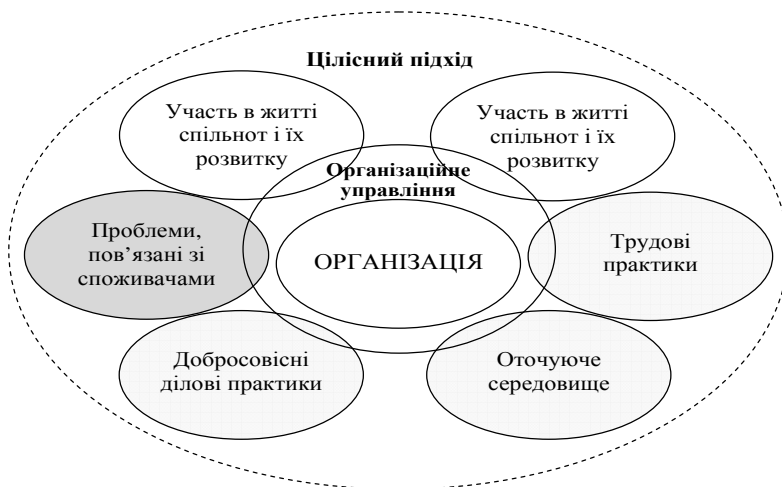 Цілісний підхід
Участь в житті
спільнот і їх
розвитку
Участь в житті
спільнот і їх
розвитку
Організаційне
управління
Проблеми,
пов’язані зі
споживачами
ОРГАНІЗАЦІЯ
Трудові
практики
Добросовісні
ділові практики
Оточуюче
середовище